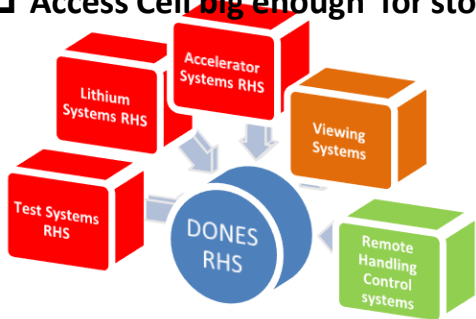 Access Cell big enough for sto
Accelerator
Systems RHS
Lithium
Systems RHS
Viewing
Systems
Test Systems
RHS
DONES
RHS
Remote
Handling
Control
systems